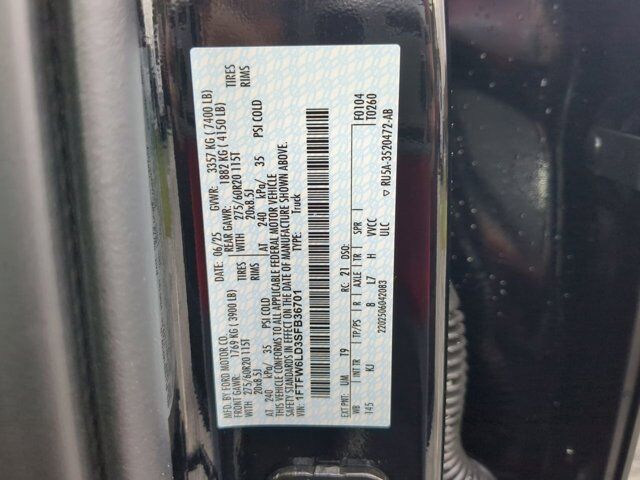 MFD. BY FORD MOTOR CO. DATE: 06/25 GVWR: 3357 KG ( 7400 LB)
FRONT GAWR: 1769 KG ( 3900 LB) REAR GAWR: 1882 KG ( 4150 LB)
WITH 275/60R20 115T TIRES WITH 275/60R20 115T TIRES
20x8.5J RIMS 20x8.5J RIMS
AT 240 kPa/ 35 PSI COLD AT 240 kPa/ 35 PSI COLD
THIS VEHICLE CONFORMS TO ALL APPLICABLE FEDERAL MOTOR VEHICLE
SAFETY STANDARDS IN EFFECT ON THE DATE OF MANUFACTURE SHOWN ABOVE.
VIN: 1FTFW6LD3SFB36701 TYPE: Truck
F0104
T0260
EXT PNT: UM T9 RC: 21 DSO:
WB INT TR TP/PS R AXLE TR SPR
145 KJ B L7 H VVCC
ULC
2202506042083
▽ RU5A-3520472-AB